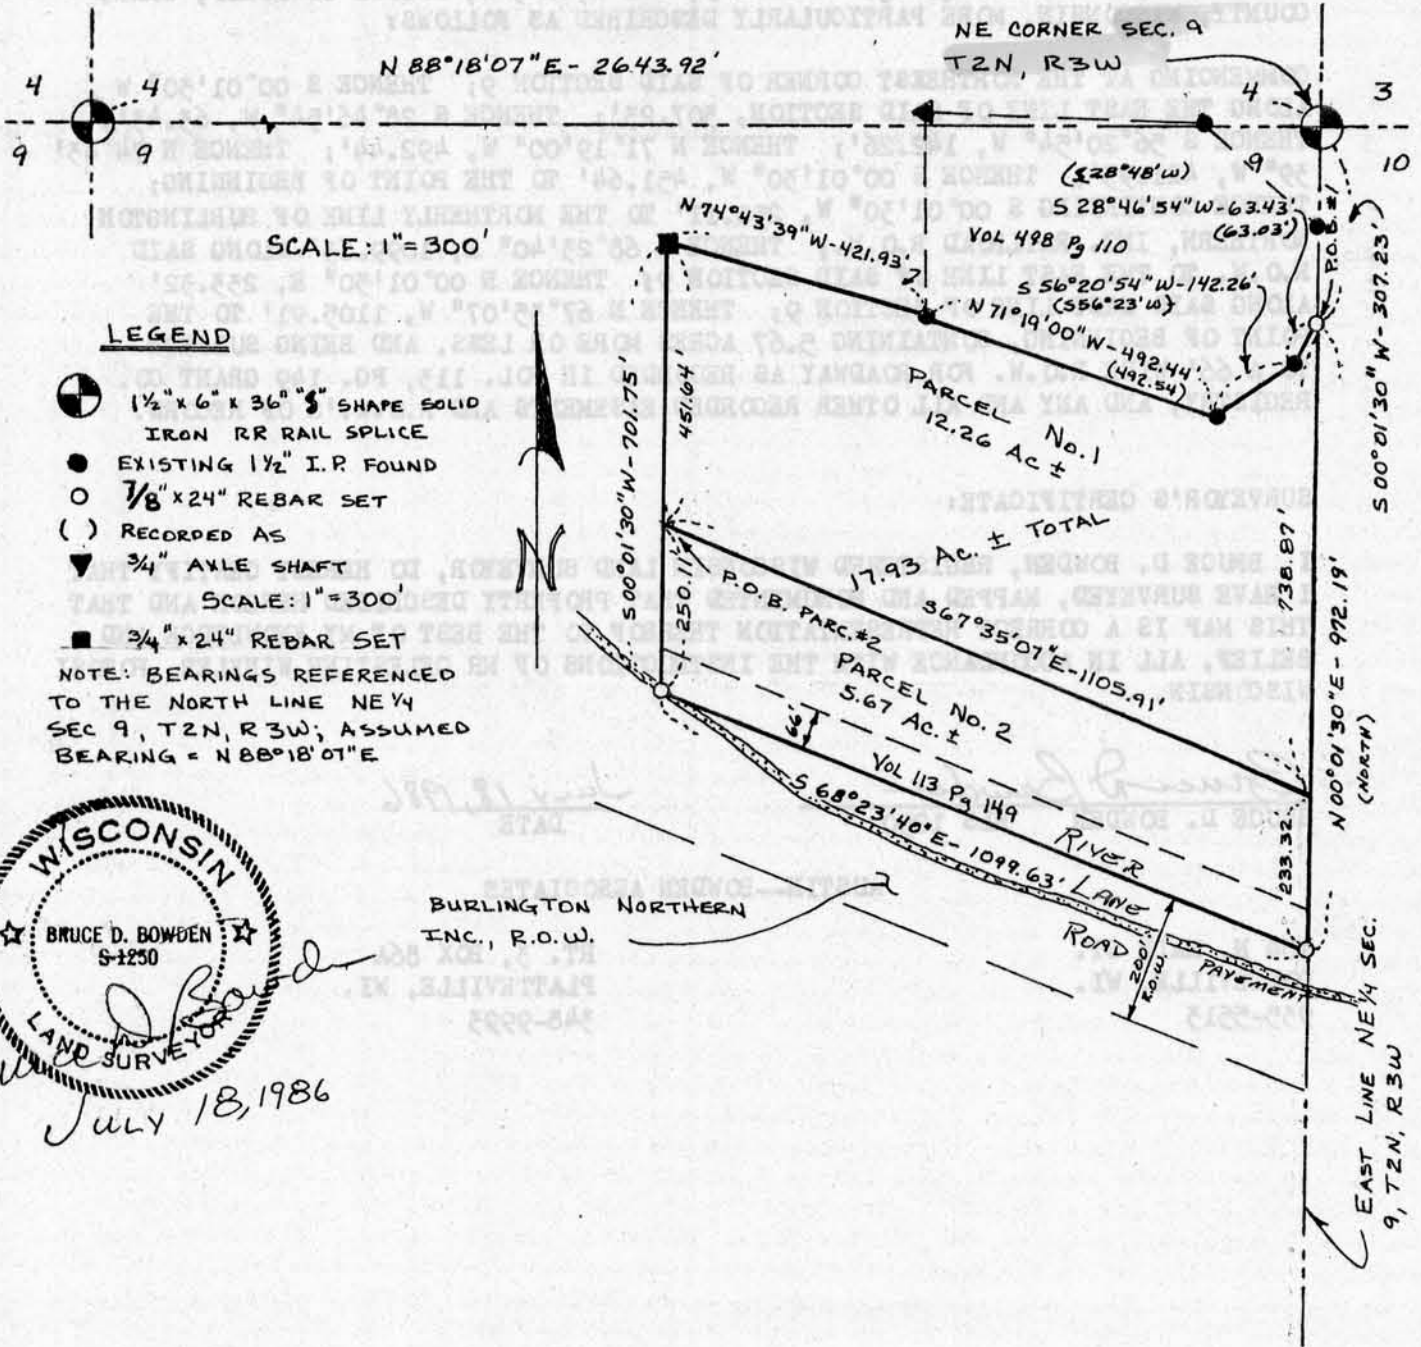 NE CORNER SEC. 9
T2N, R3W
N 88°18'07"E - 2643.92'
4
4
9
9
4
3
9
10
(S28°48'W)
S 28°46'54"W-63.43'
(63.03')
VOL 498 Pg 110
P.O.B. #1
S 56°20'54"W-142.26'
(S56°23'W)
N 74°43'39"W-421.93'
N 71°19'00"W-492.44'
(492.54)
SCALE: 1"=300'
S 00°01'30"W-307.23'
LEGEND
1½" x 6" x 36" SHAPE SOLID
IRON RR RAIL SPLICE
EXISTING 1½" I.P. FOUND
7/8" x 24" REBAR SET
( ) RECORDED AS
3/4" AXLE SHAFT
SCALE: 1"=300'
3/4" x 24" REBAR SET
NOTE: BEARINGS REFERENCED
TO THE NORTH LINE NE ¼
SEC 9, T2N, R3W; ASSUMED
BEARING = N 88°18'07"E
N
S 00°01'30"W-701.75'
451.64'
250.11'
PARCEL No. 1
12.26 Ac ±
17.93 Ac. ± TOTAL
S 67°35'07"E-1105.91'
P.O.B. PARC. #2
PARCEL No. 2
5.67 Ac. ±
66'
VOL 113 Pg 149
S 68°23'40"E - 1099.63'
RIVER LANE
ROAD
PAVEMENT
200'
R.O.W.
738.87'
233.32'
N 00°01'30"E-972.19'
(NORTH)
BURLINGTON NORTHERN
INC., R.O.W.
EAST LINE NE ¼ SEC.
9, T2N, R3W
WISCONSIN
BRUCE D. BOWDEN
S-1250
LAND SURVEYOR
JULY 18, 1986